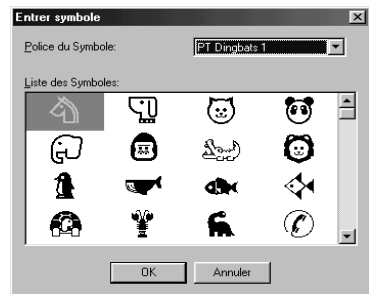 Entrer symbole
Police du Symbole: PT Dingbats 1
Liste des Symboles:
OK Annuler